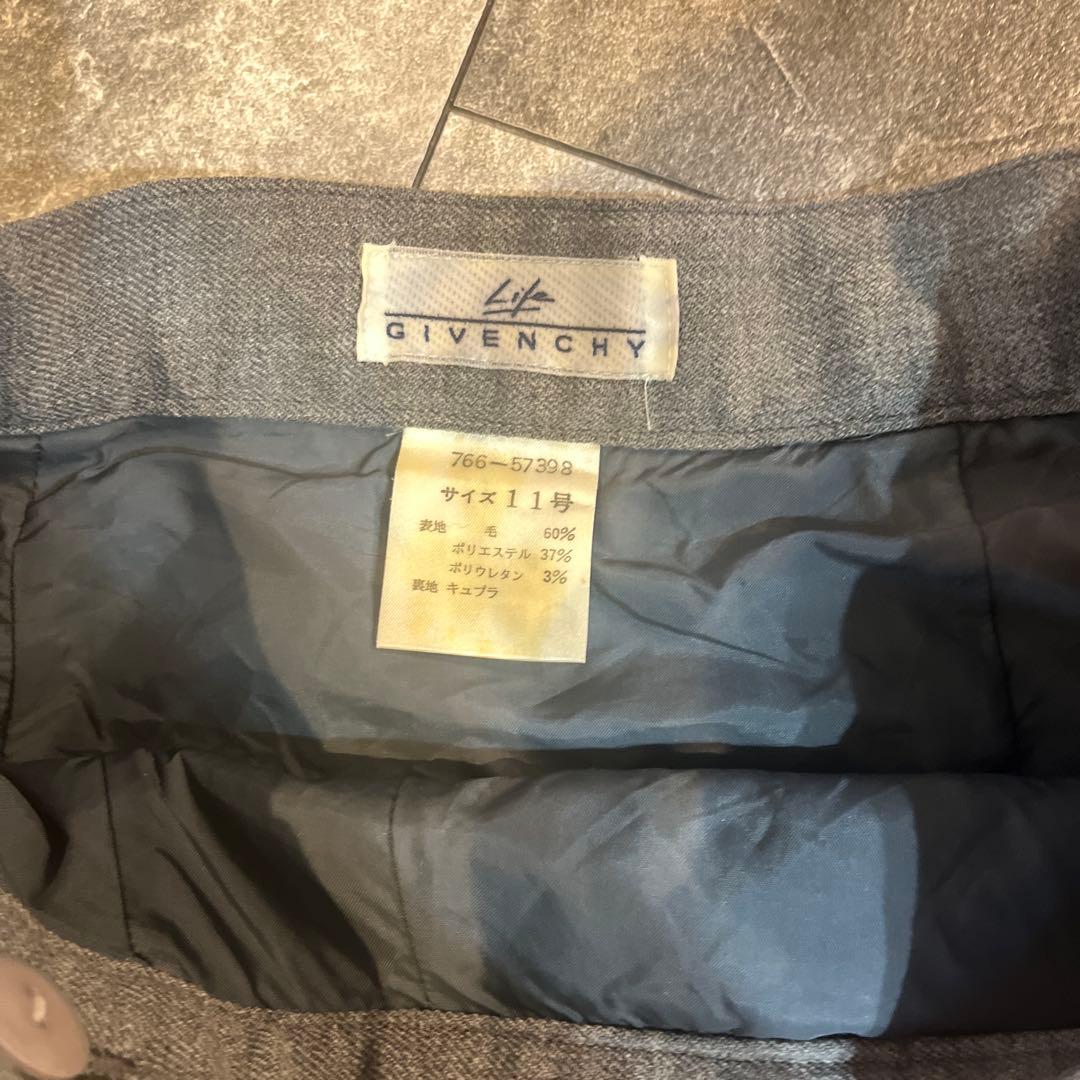 Life
GIVENCHY
766-57398
サイズ 11号
表地 毛 60%
ポリエステル 37%
ポリウレタン 3%
裏地 キュプラ